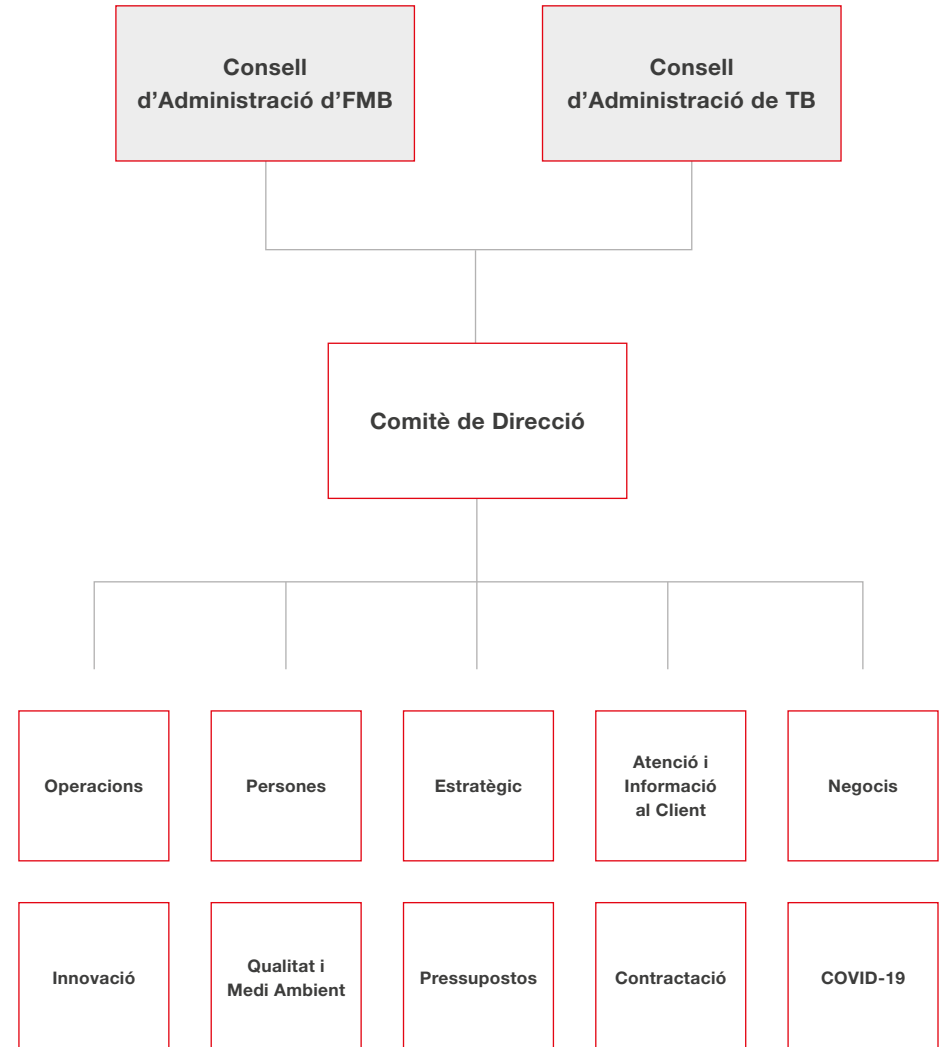 Consell
d’Administració d’FMB
Consell
d’Administració de TB
Comitè de Direcció
Operacions
Persones
Estratègic
Atenció i
Informació
al Client
Negocis
Innovació
Qualitat i
Medi Ambient
Pressupostos
Contractació
COVID-19